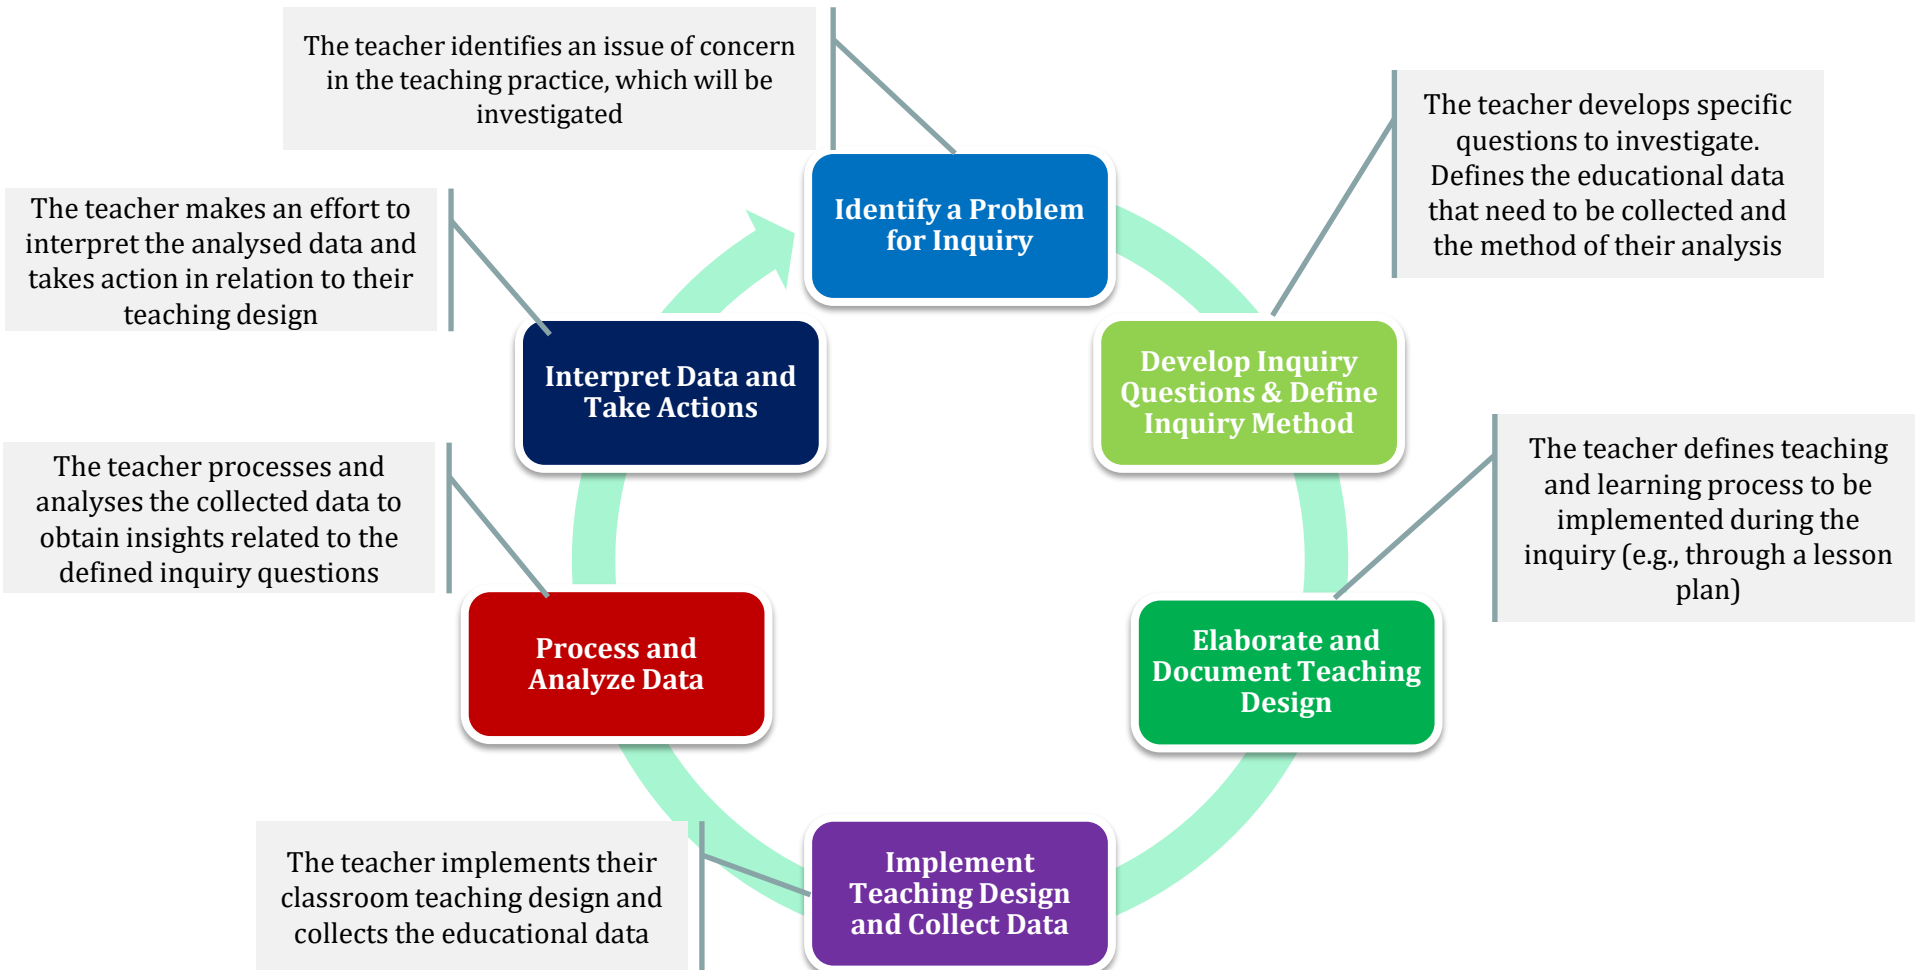 The teacher identifies an issue of concern
in the teaching practice, which will be
investigated
Identify a Problem
for Inquiry
The teacher develops specific
questions to investigate.
Defines the educational data
that need to be collected and
the method of their analysis
Develop Inquiry
Questions & Define
Inquiry Method
The teacher defines teaching
and learning process to be
implemented during the
inquiry (e.g., through a lesson
plan)
Elaborate and
Document Teaching
Design
The teacher implements their
classroom teaching design and
collects the educational data
Implement
Teaching Design
and Collect Data
The teacher processes and
analyses the collected data to
obtain insights related to the
defined inquiry questions
Process and
Analyze Data
The teacher makes an effort to
interpret the analysed data and
takes action in relation to their
teaching design
Interpret Data and
Take Actions